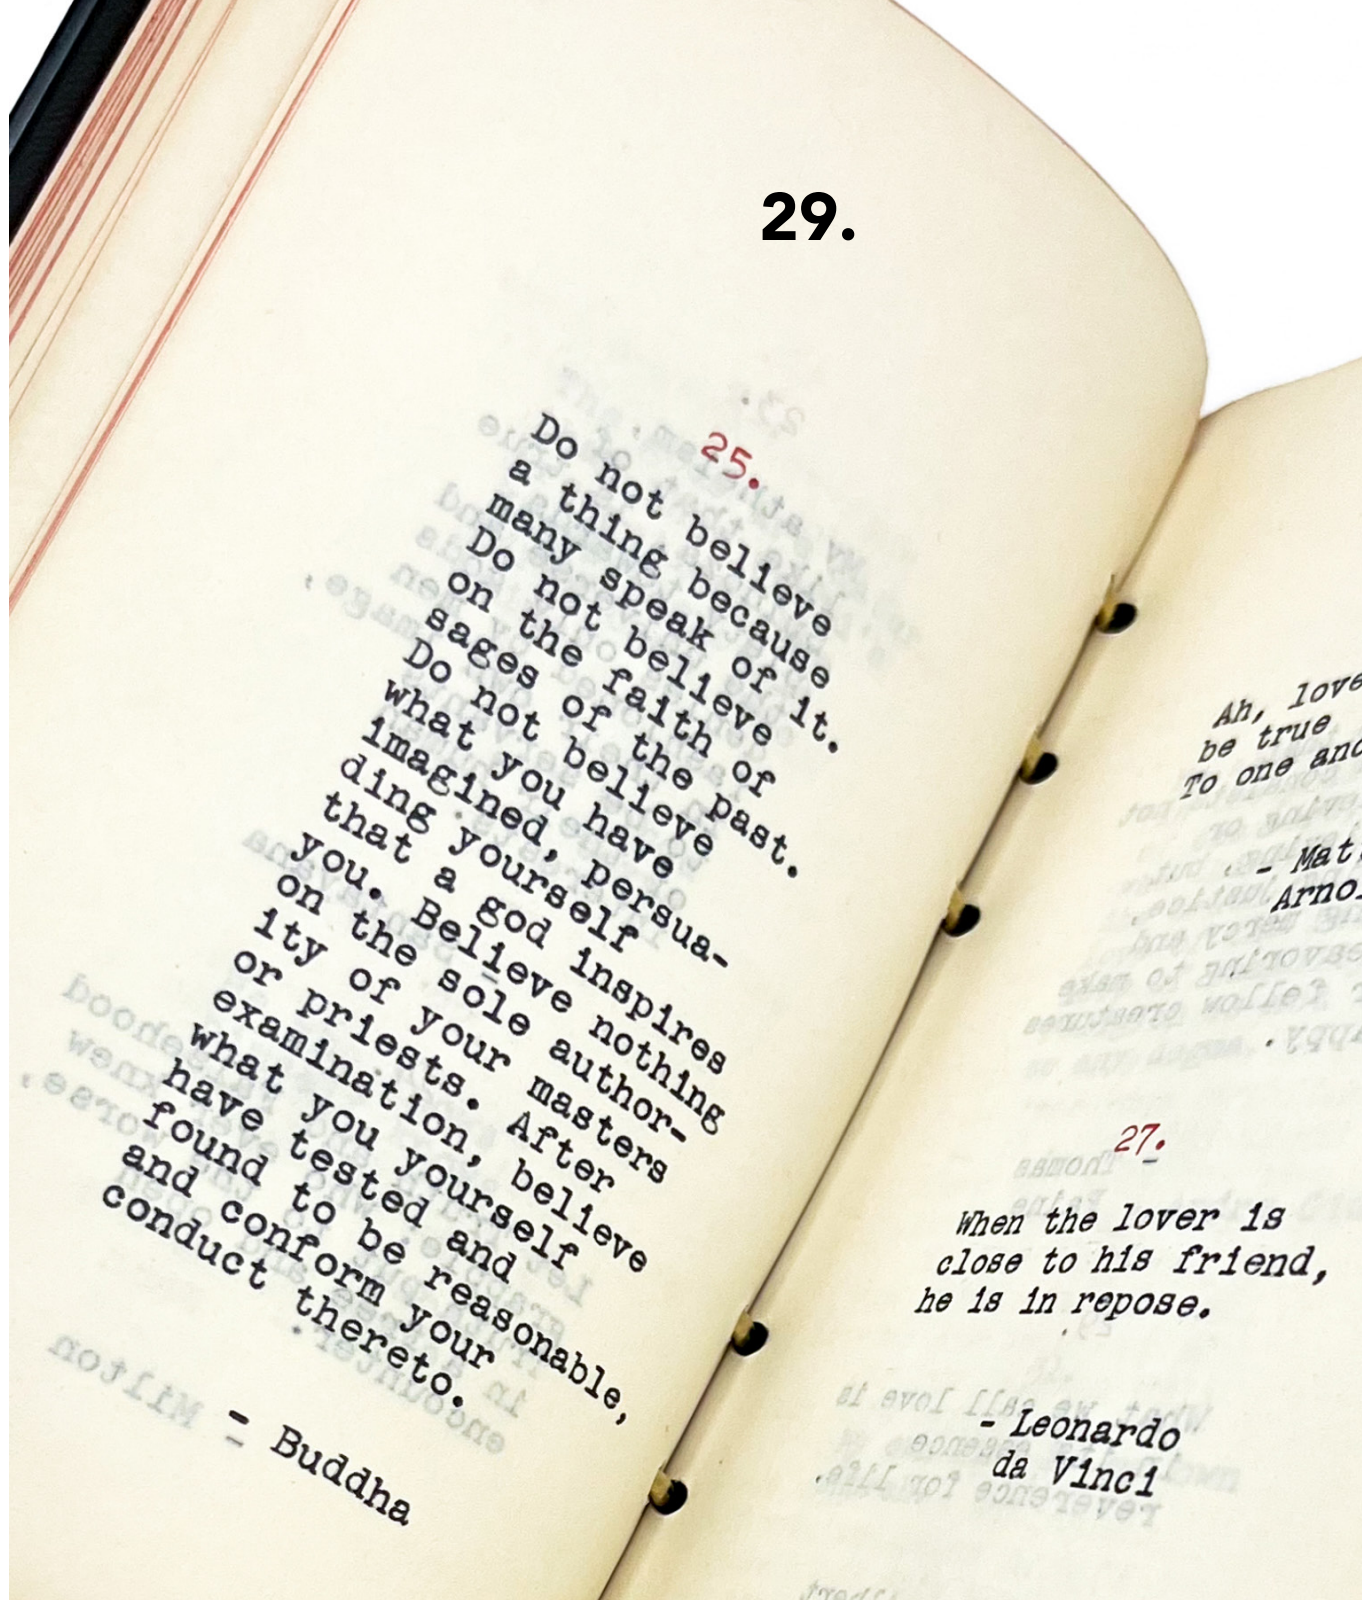 29.
25.
Do not believe
a thing because
many speak of it.
Do not believe
on the faith of
sages of the past.
Do not believe
what you have
imagined, persua-
ding yourself
that a god inspires
you. Believe nothing
on the sole author-
ity of your masters
or priests. After
examination, believe
what you yourself
have tested and
found to be reasonable,
and conform your
conduct thereto.
- Buddha
Ah, love
be true
To one and
- Mat
Arnol
27.
When the lover is
close to his friend,
he is in repose.
- Leonardo
da Vinci